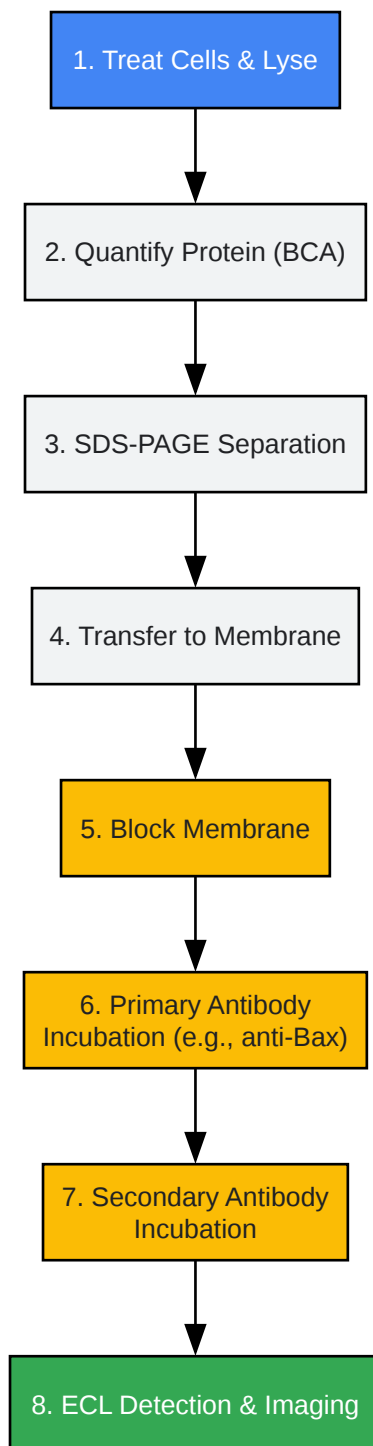 1. Treat Cells & Lyse
2. Quantify Protein (BCA)
3. SDS-PAGE Separation
4. Transfer to Membrane
5. Block Membrane
6. Primary Antibody
Incubation (e.g., anti-Bax)
7. Secondary Antibody
Incubation
8. ECL Detection & Imaging